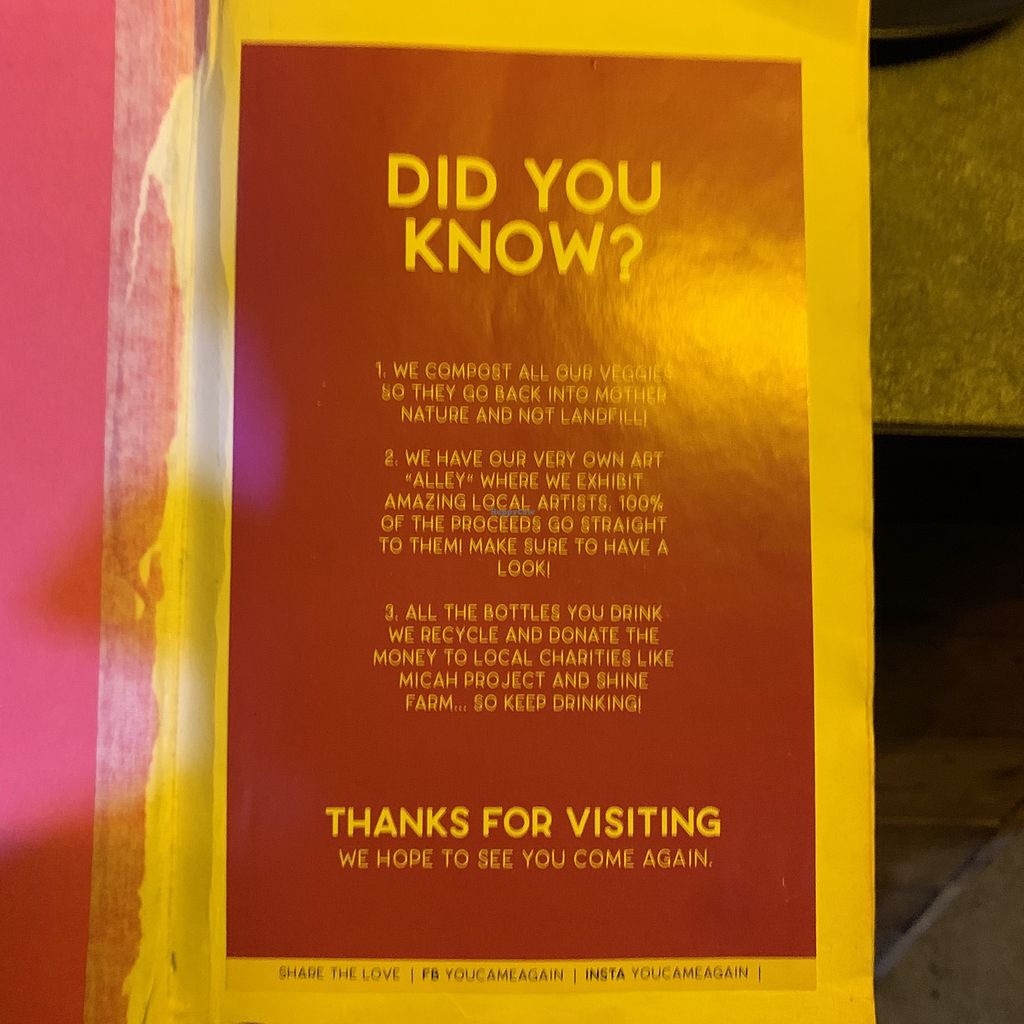 DID YOU
KNOW?
1. WE COMPOST ALL OUR VEGGIES
SO THEY GO BACK INTO MOTHER
NATURE AND NOT LANDFILL!
2. WE HAVE OUR VERY OWN ART
"ALLEY" WHERE WE EXHIBIT
AMAZING LOCAL ARTISTS. 100%
HappyCow
OF THE PROCEEDS GO STRAIGHT
TO THEM! MAKE SURE TO HAVE A
LOOK!
3. ALL THE BOTTLES YOU DRINK
WE RECYCLE AND DONATE THE
MONEY TO LOCAL CHARITIES LIKE
MICAH PROJECT AND SHINE
FARM... SO KEEP DRINKING!
THANKS FOR VISITING
WE HOPE TO SEE YOU COME AGAIN.
SHARE THE LOVE | FB YOUCAMEAGAIN | INSTA YOUCAMEAGAIN |